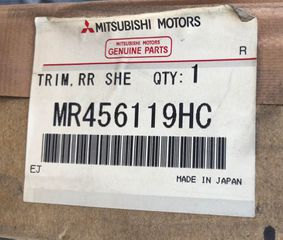 MITSUBISHI MOTORS
MITSUBISHI MOTORS
GENUINE PARTS
R
TRIM, RR SHE QTY: 1
MR456119HC
EJ
MADE IN JAPAN